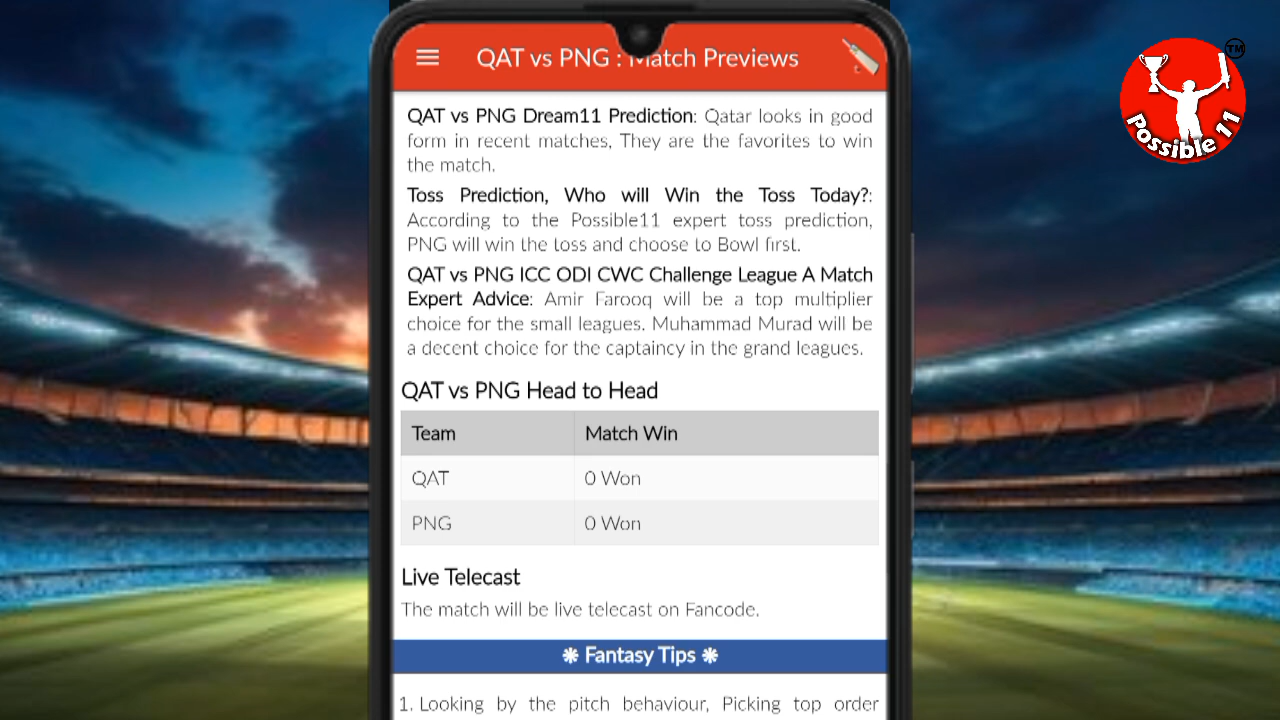 QAT vs PNG : Match Previews
TM
Possible 11
QAT vs PNG Dream11 Prediction: Qatar looks in good
form in recent matches, They are the favorites to win
the match.
Toss Prediction, Who will Win the Toss Today?:
According to the Possible11 expert toss prediction,
PNG will win the toss and choose to Bowl first.
QAT vs PNG ICC ODI CWC Challenge League A Match
Expert Advice: Amir Farooq will be a top multiplier
choice for the small leagues. Muhammad Murad will be
a decent choice for the captaincy in the grand leagues.
QAT vs PNG Head to Head
Team Match Win
QAT 0 Won
PNG 0 Won
Live Telecast
The match will be live telecast on Fancode.
❋ Fantasy Tips ❋
1. Looking by the pitch behaviour, Picking top order